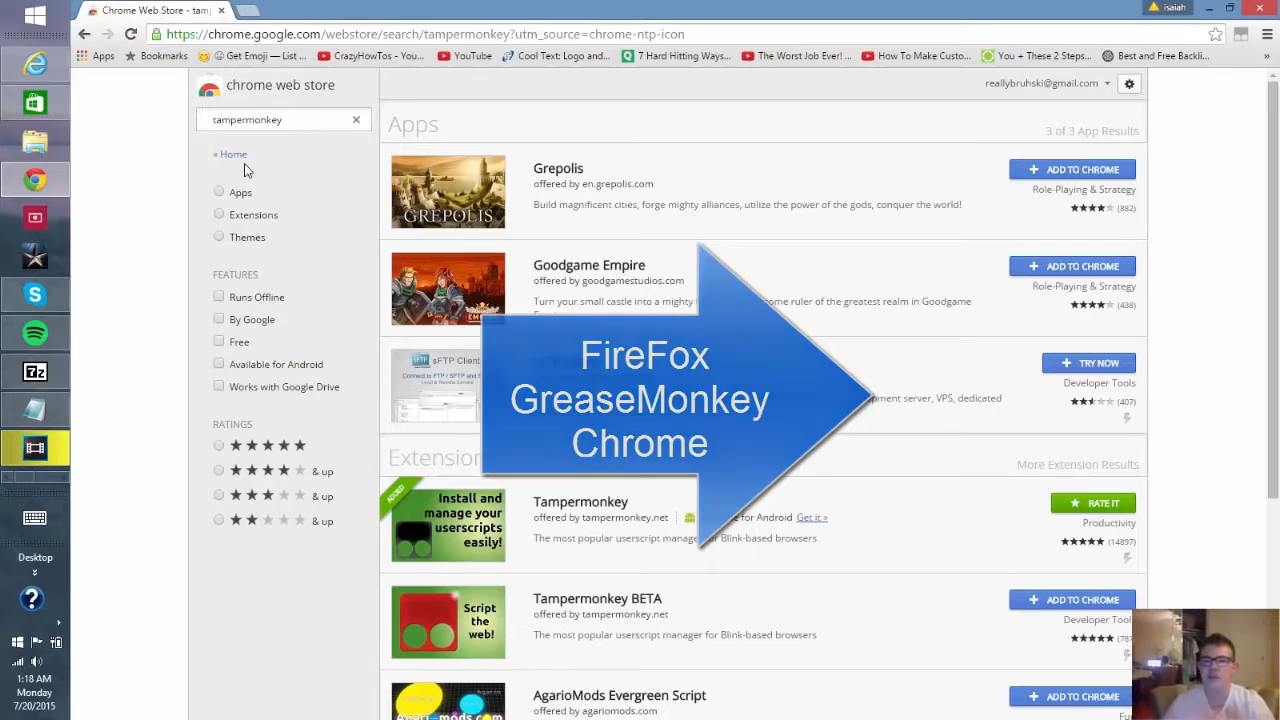 Chrome Web Store - tam
isaiah
https://chrome.google.com/webstore/search/tampermonkey?utm_source=chrome-ntp-icon
Apps
Bookmarks
Get Emoji — List ...
CrazyHowTos - You...
YouTube
Cool Text: Logo and...
7 Hard Hitting Ways...
The Worst Job Ever! ...
How To Make Custo...
You + These 2 Steps...
Best and Free Backli...
»
chrome web store
reallybruhski@gmail.com
tampermonkey
« Home
Apps
Extensions
Themes
FEATURES
Runs Offline
By Google
Free
Available for Android
Works with Google Drive
RATINGS
& up
& up
& up
Apps
3 of 3 App Results
GREPOLIS
Grepolis
offered by en.grepolis.com
Build magnificent cities, forge mighty alliances, utilize the power of the gods, conquer the world!
ADD TO CHROME
Role-Playing & Strategy
(882)
Goodgame Empire
offered by goodgamestudios.com
Turn your small castle into a mighty
ome ruler of the greatest realm in Goodgame
ADD TO CHROME
Role-Playing & Strategy
(438)
sFTP Client
pment server, VPS, dedicated
TRY NOW
Developer Tools
(407)
FireFox
GreaseMonkey
Chrome
Extension
More Extension Results
ADDED
Install and
manage your
userscripts
easily!
Tampermonkey
offered by tampermonkey.net
e for Android Get it »
The most popular userscript manager for Blink-based browsers
RATE IT
Productivity
(14897)
Script
the
web!
Tampermonkey BETA
offered by tampermonkey.net
The most popular userscript manager for Blink-based browsers
ADD TO CHROME
Developer Tool
(787
Agari-mods.com
AgarioMods Evergreen Script
offered by agariomods.com
ADD TO CHROME
Fu
7z
Desktop
1:18 AM
Monday
7/20/2015